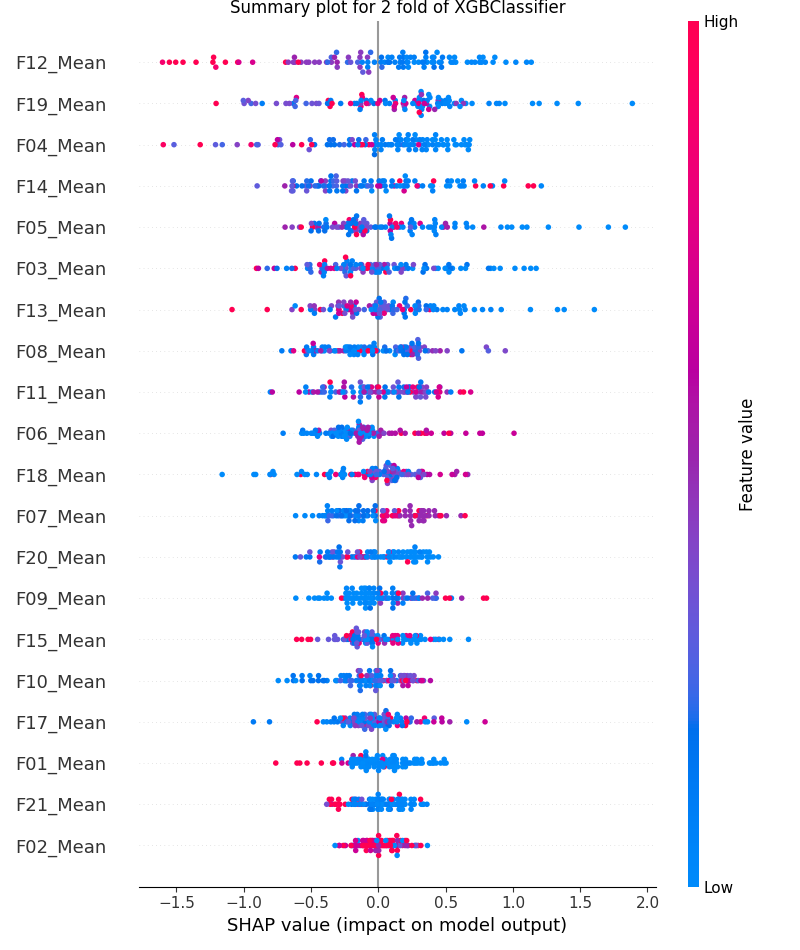 Summary plot for 2 fold of XGBClassifier
High
F12_Mean
F19_Mean
F04_Mean
F14_Mean
F05_Mean
F03_Mean
F13_Mean
F08_Mean
F11_Mean
F06_Mean
F18_Mean
F07_Mean
F20_Mean
F09_Mean
F15_Mean
F10_Mean
F17_Mean
F01_Mean
F21_Mean
F02_Mean
Feature value
Low
−1.5 −1.0 −0.5 0.0 0.5 1.0 1.5 2.0
SHAP value (impact on model output)